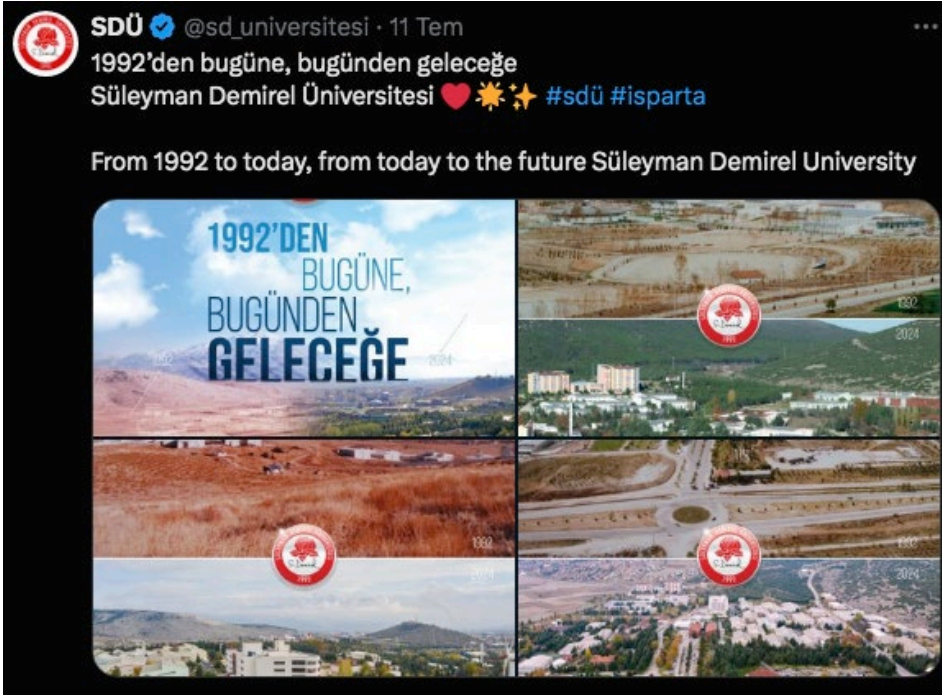 SDÜ @sd_universitesi · 11 Tem
1992'den bugüne, bugünden geleceğe
Süleyman Demirel Üniversitesi #sdü #isparta
From 1992 to today, from today to the future Süleyman Demirel University
1992'DEN
BUGÜNE,
BUGÜNDEN
GELECEĞE
2024
1992
2024
1992
2024
1992
2024